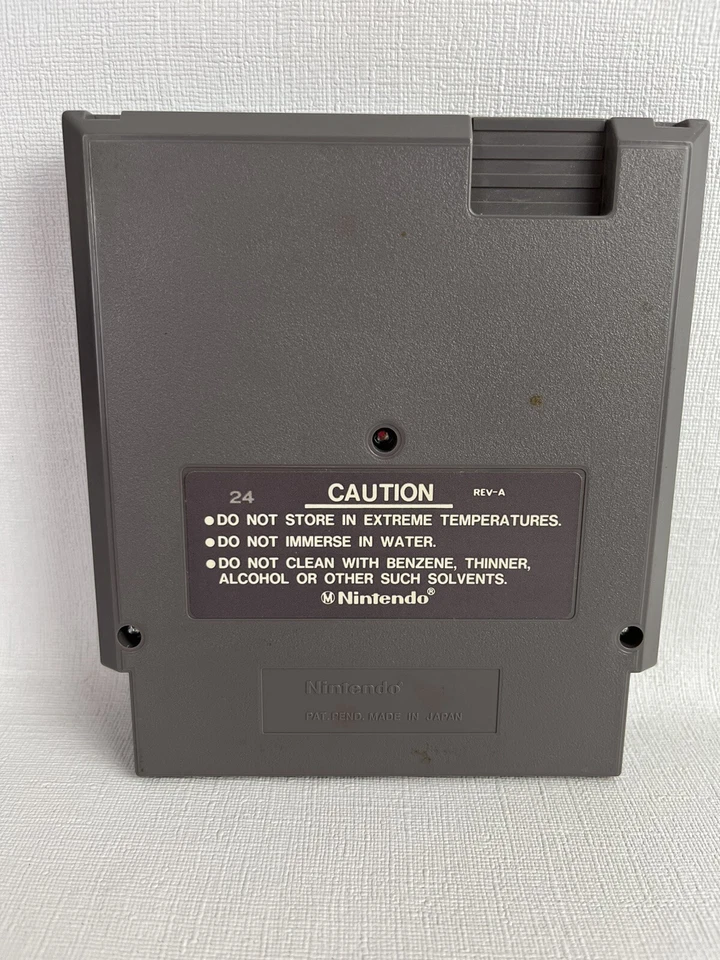 24 CAUTION REV-A
●DO NOT STORE IN EXTREME TEMPERATURES.
●DO NOT IMMERSE IN WATER.
●DO NOT CLEAN WITH BENZENE, THINNER,
ALCOHOL OR OTHER SUCH SOLVENTS.
Ⓜ Nintendo®
Nintendo®
PAT. PEND. MADE IN JAPAN